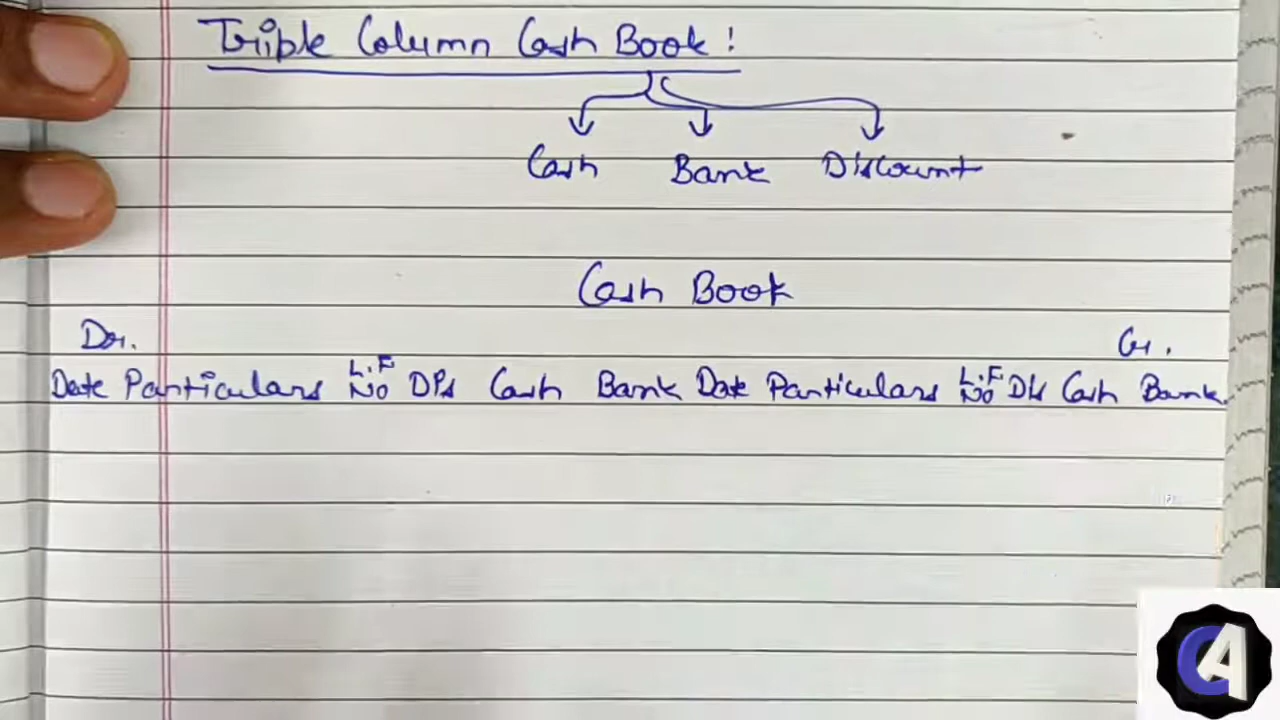 Triple Column Cash Book!
Cash Bank Discount
Cash Book
Dr. Cr.
Date Particulars L.F No Dis Cash Bank Date Particulars L.F No Dis Cash Bank
CA